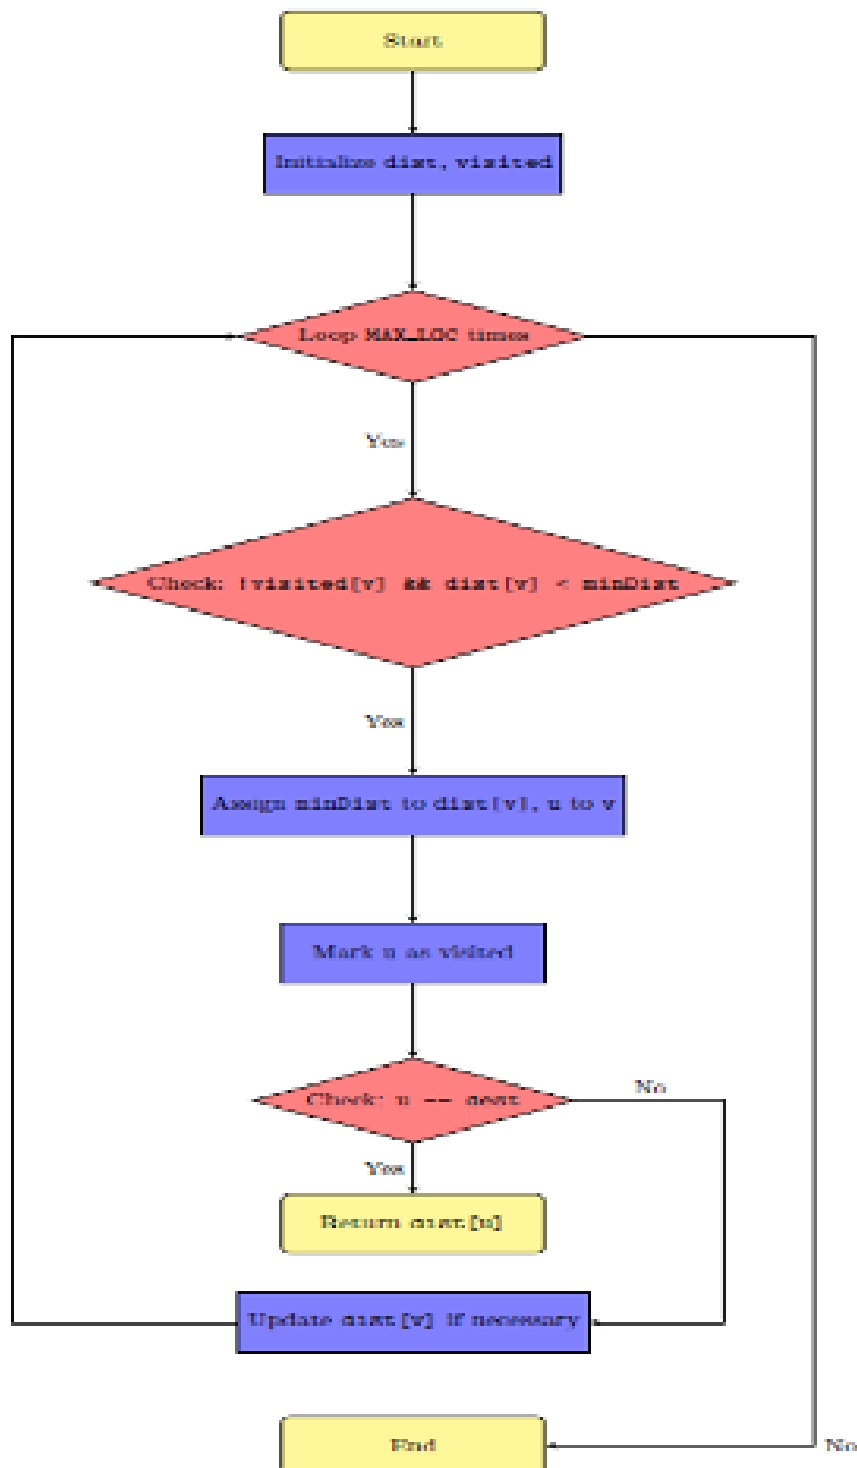 Start
Initialize dist, visited
Loop MAX_LOC times
Yes
Check: !visited[v] && dist[v] < minDist
Yes
Assign minDist to dist[v], u to v
Mark u as visited
Check: u == dest
No
Yes
Return dist[u]
Update dist[v] if necessary
End
No